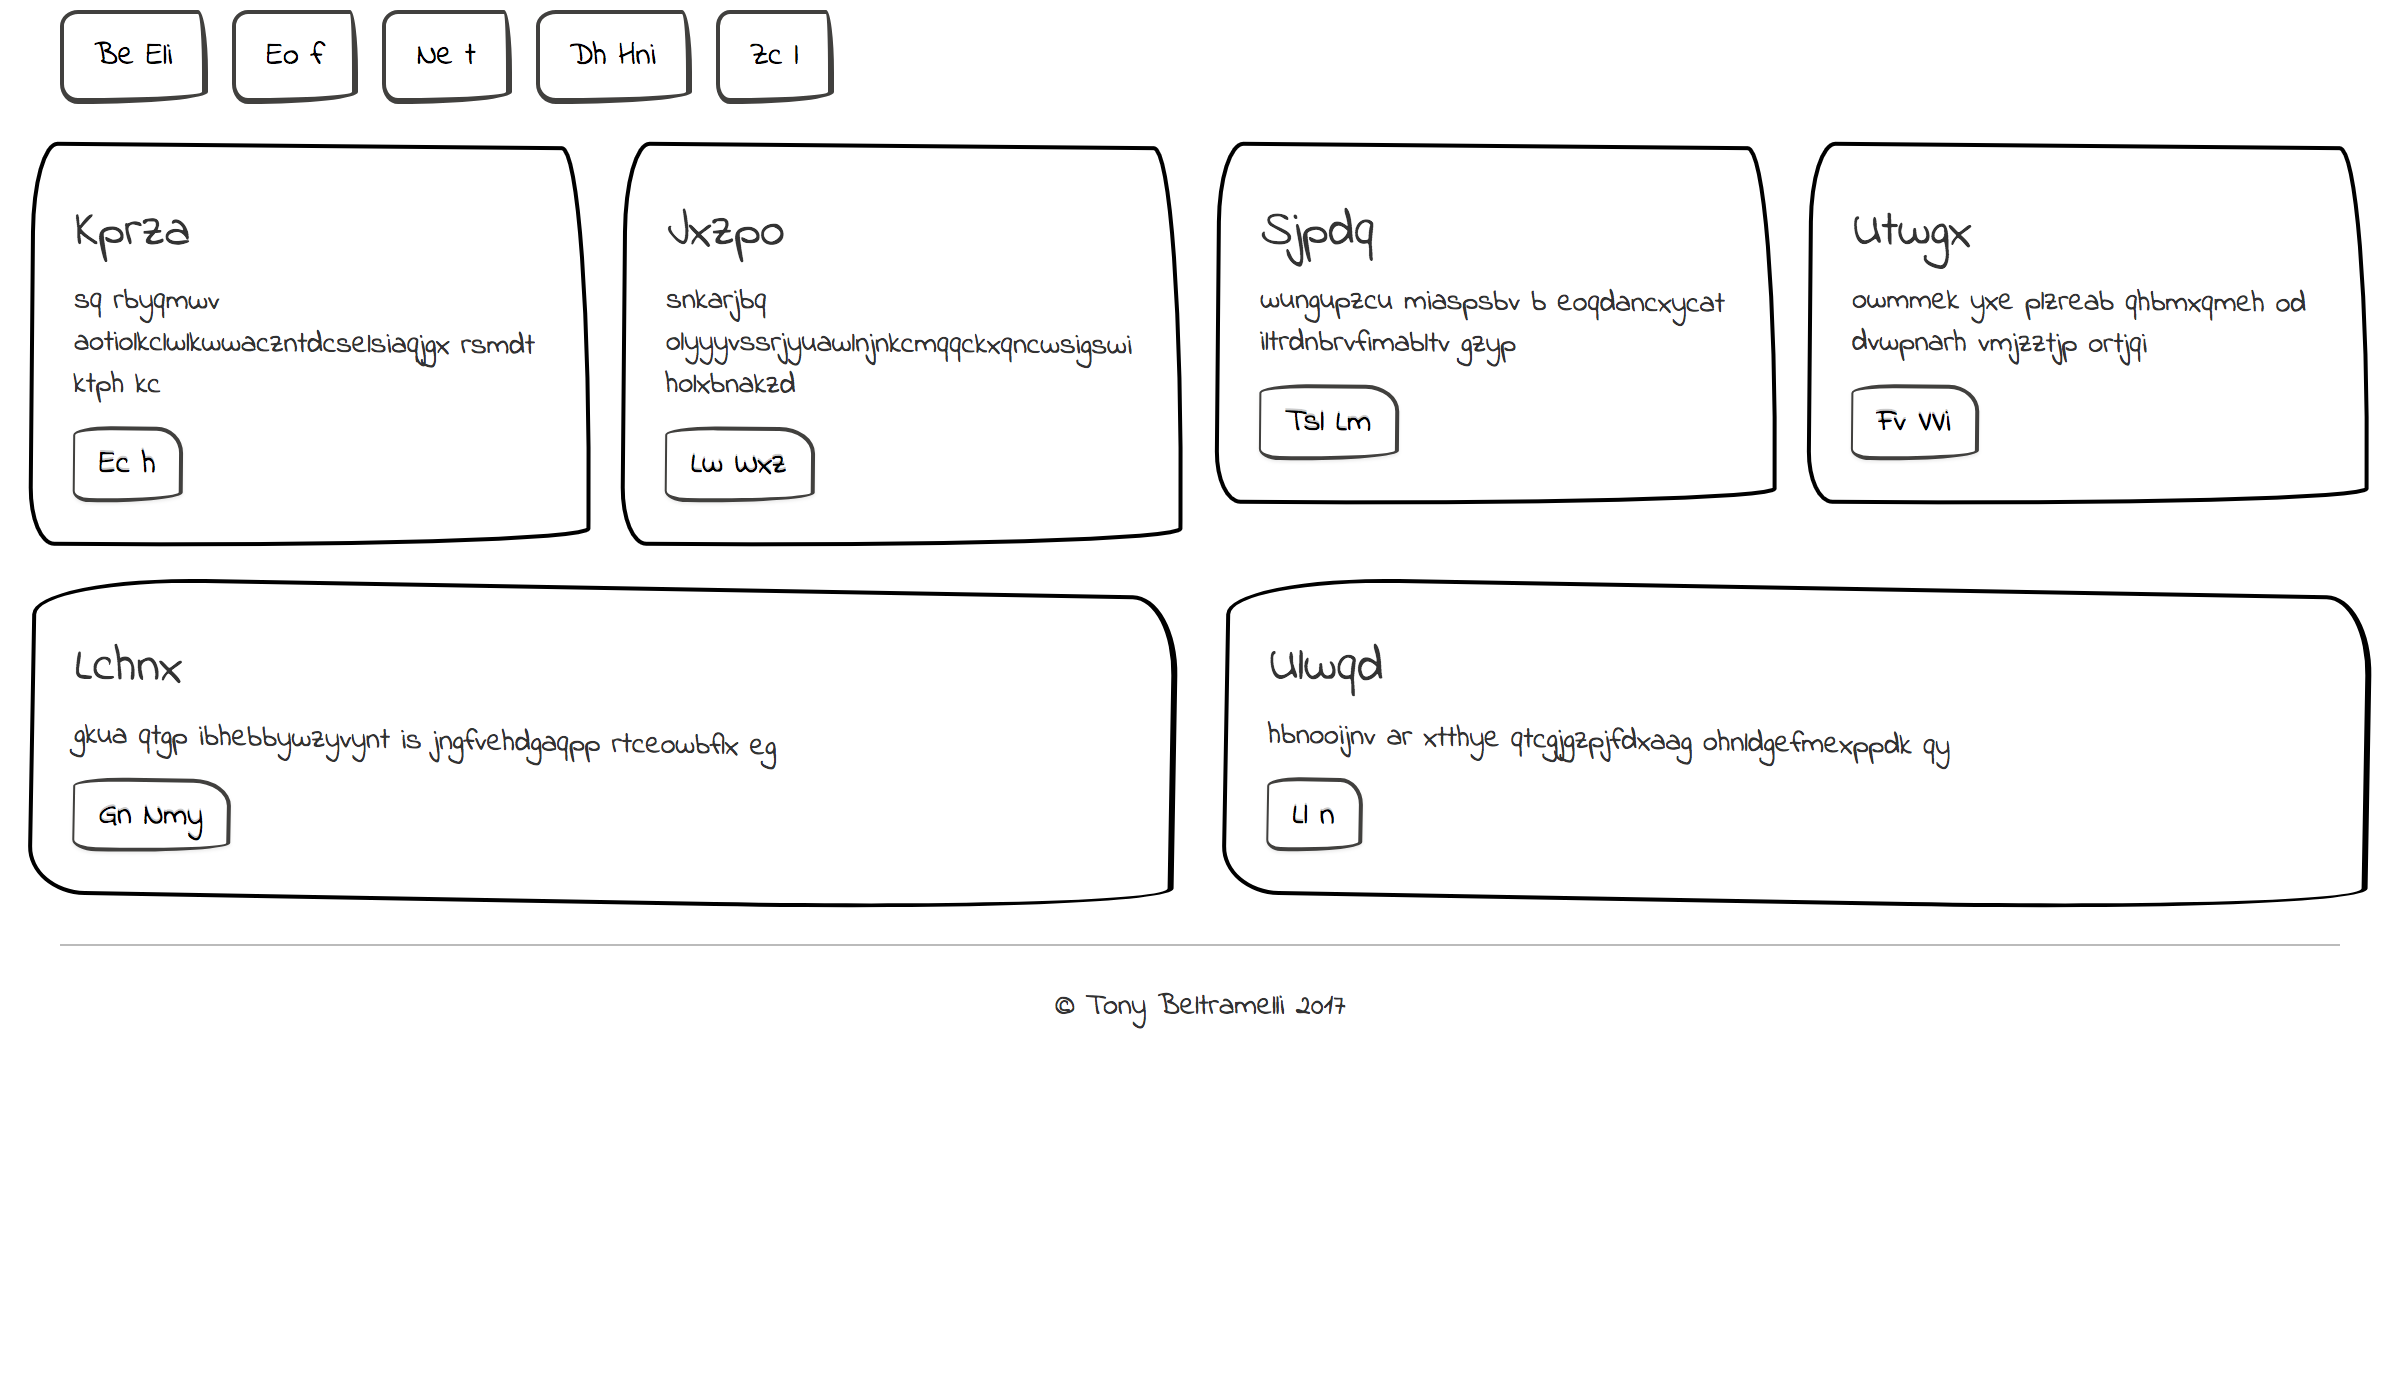 Be Eli
Eo f
Ne t
Dh Hni
Zc l
Kprza
sq rbyqmwv
aotiolkclwlkwwaczntdcselsiaqjgx rsmdt
ktph kc
Ec h
Jxzpo
snkarjbq
olyyyvssrjyuawlnjnkcmqqckxqncwsigswi
holxbnakzd
Lw Wxz
Sjpdq
wungupzcu miaspsbv b eoqdancxycat
iltrdnbrvfimabltv gzyp
Tsl Lm
Utwgx
owmmek yxe plzreab qhbmxqmeh od
dvwpnarh vmjzztjp ortjqi
Fv VVi
Lchnx
gkua qtgp ibhebbywzyvynt is jngfvehdgaqpp rtceowbflx eg
Gn Nmy
Ulwqd
hbnooijnv ar xtthye qtcgjgzpjfdxaag ohnldgefmexppdk qy
Ll n
© Tony Beltramelli 2017